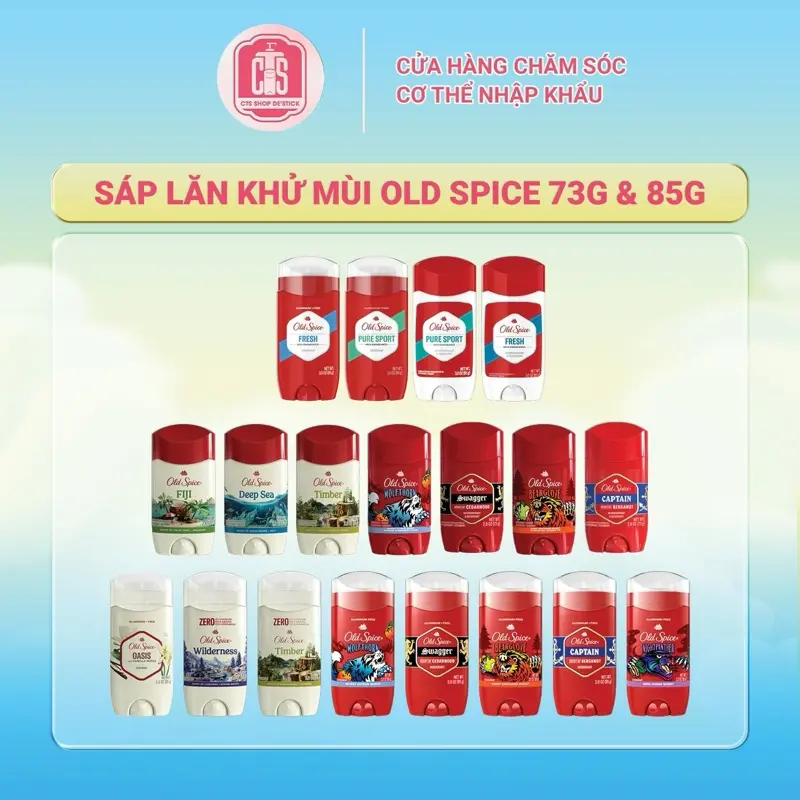 CTS
CTS SHOP DE'STICK
CỬA HÀNG CHĂM SÓC
CƠ THỂ NHẬP KHẨU
SÁP LĂN KHỬ MÙI OLD SPICE 73G & 85G
Old Spice
FRESH
Old Spice
PURE SPORT
Old Spice
PURE SPORT
Old Spice
FRESH
Old Spice
FIJI
Old Spice
Deep Sea
Old Spice
Timber
Old Spice
WOLFTHORN
Old Spice
Swagger
Old Spice
BEARGLOVE
Old Spice
CAPTAIN
Old Spice
OASIS
ZERO
Old Spice
Wilderness
ZERO
Old Spice
Timber
Old Spice
WOLFTHORN
Old Spice
Swagger
Old Spice
BEARGLOVE
Old Spice
CAPTAIN
Old Spice
NIGHTPANTHER